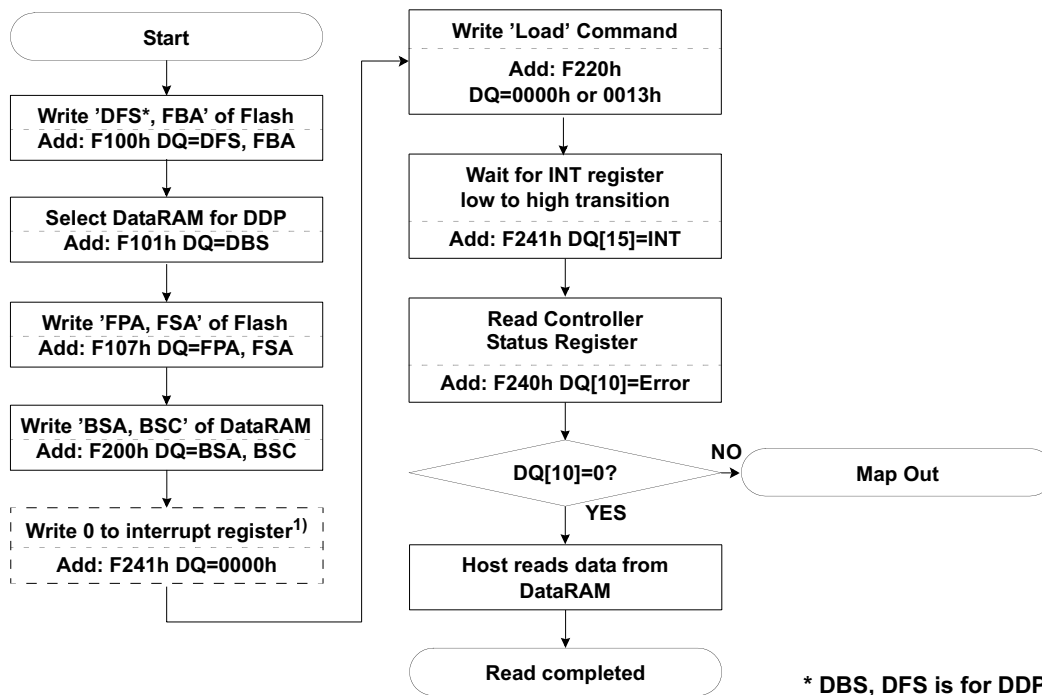 Start
Write ’DFS*, FBA’ of Flash
Add: F100h DQ=DFS, FBA
Select DataRAM for DDP
Add: F101h DQ=DBS
Write ’FPA, FSA’ of Flash
Add: F107h DQ=FPA, FSA
Write ’BSA, BSC’ of DataRAM
Add: F200h DQ=BSA, BSC
Write 0 to interrupt register1)
Add: F241h DQ=0000h
Write ’Load’ Command
Add: F220h
DQ=0000h or 0013h
Wait for INT register
low to high transition
Add: F241h DQ[15]=INT
Read Controller
Status Register
Add: F240h DQ[10]=Error
DQ[10]=0?
NO
Map Out
YES
Host reads data from
DataRAM
Read completed
* DBS, DFS is for DDP